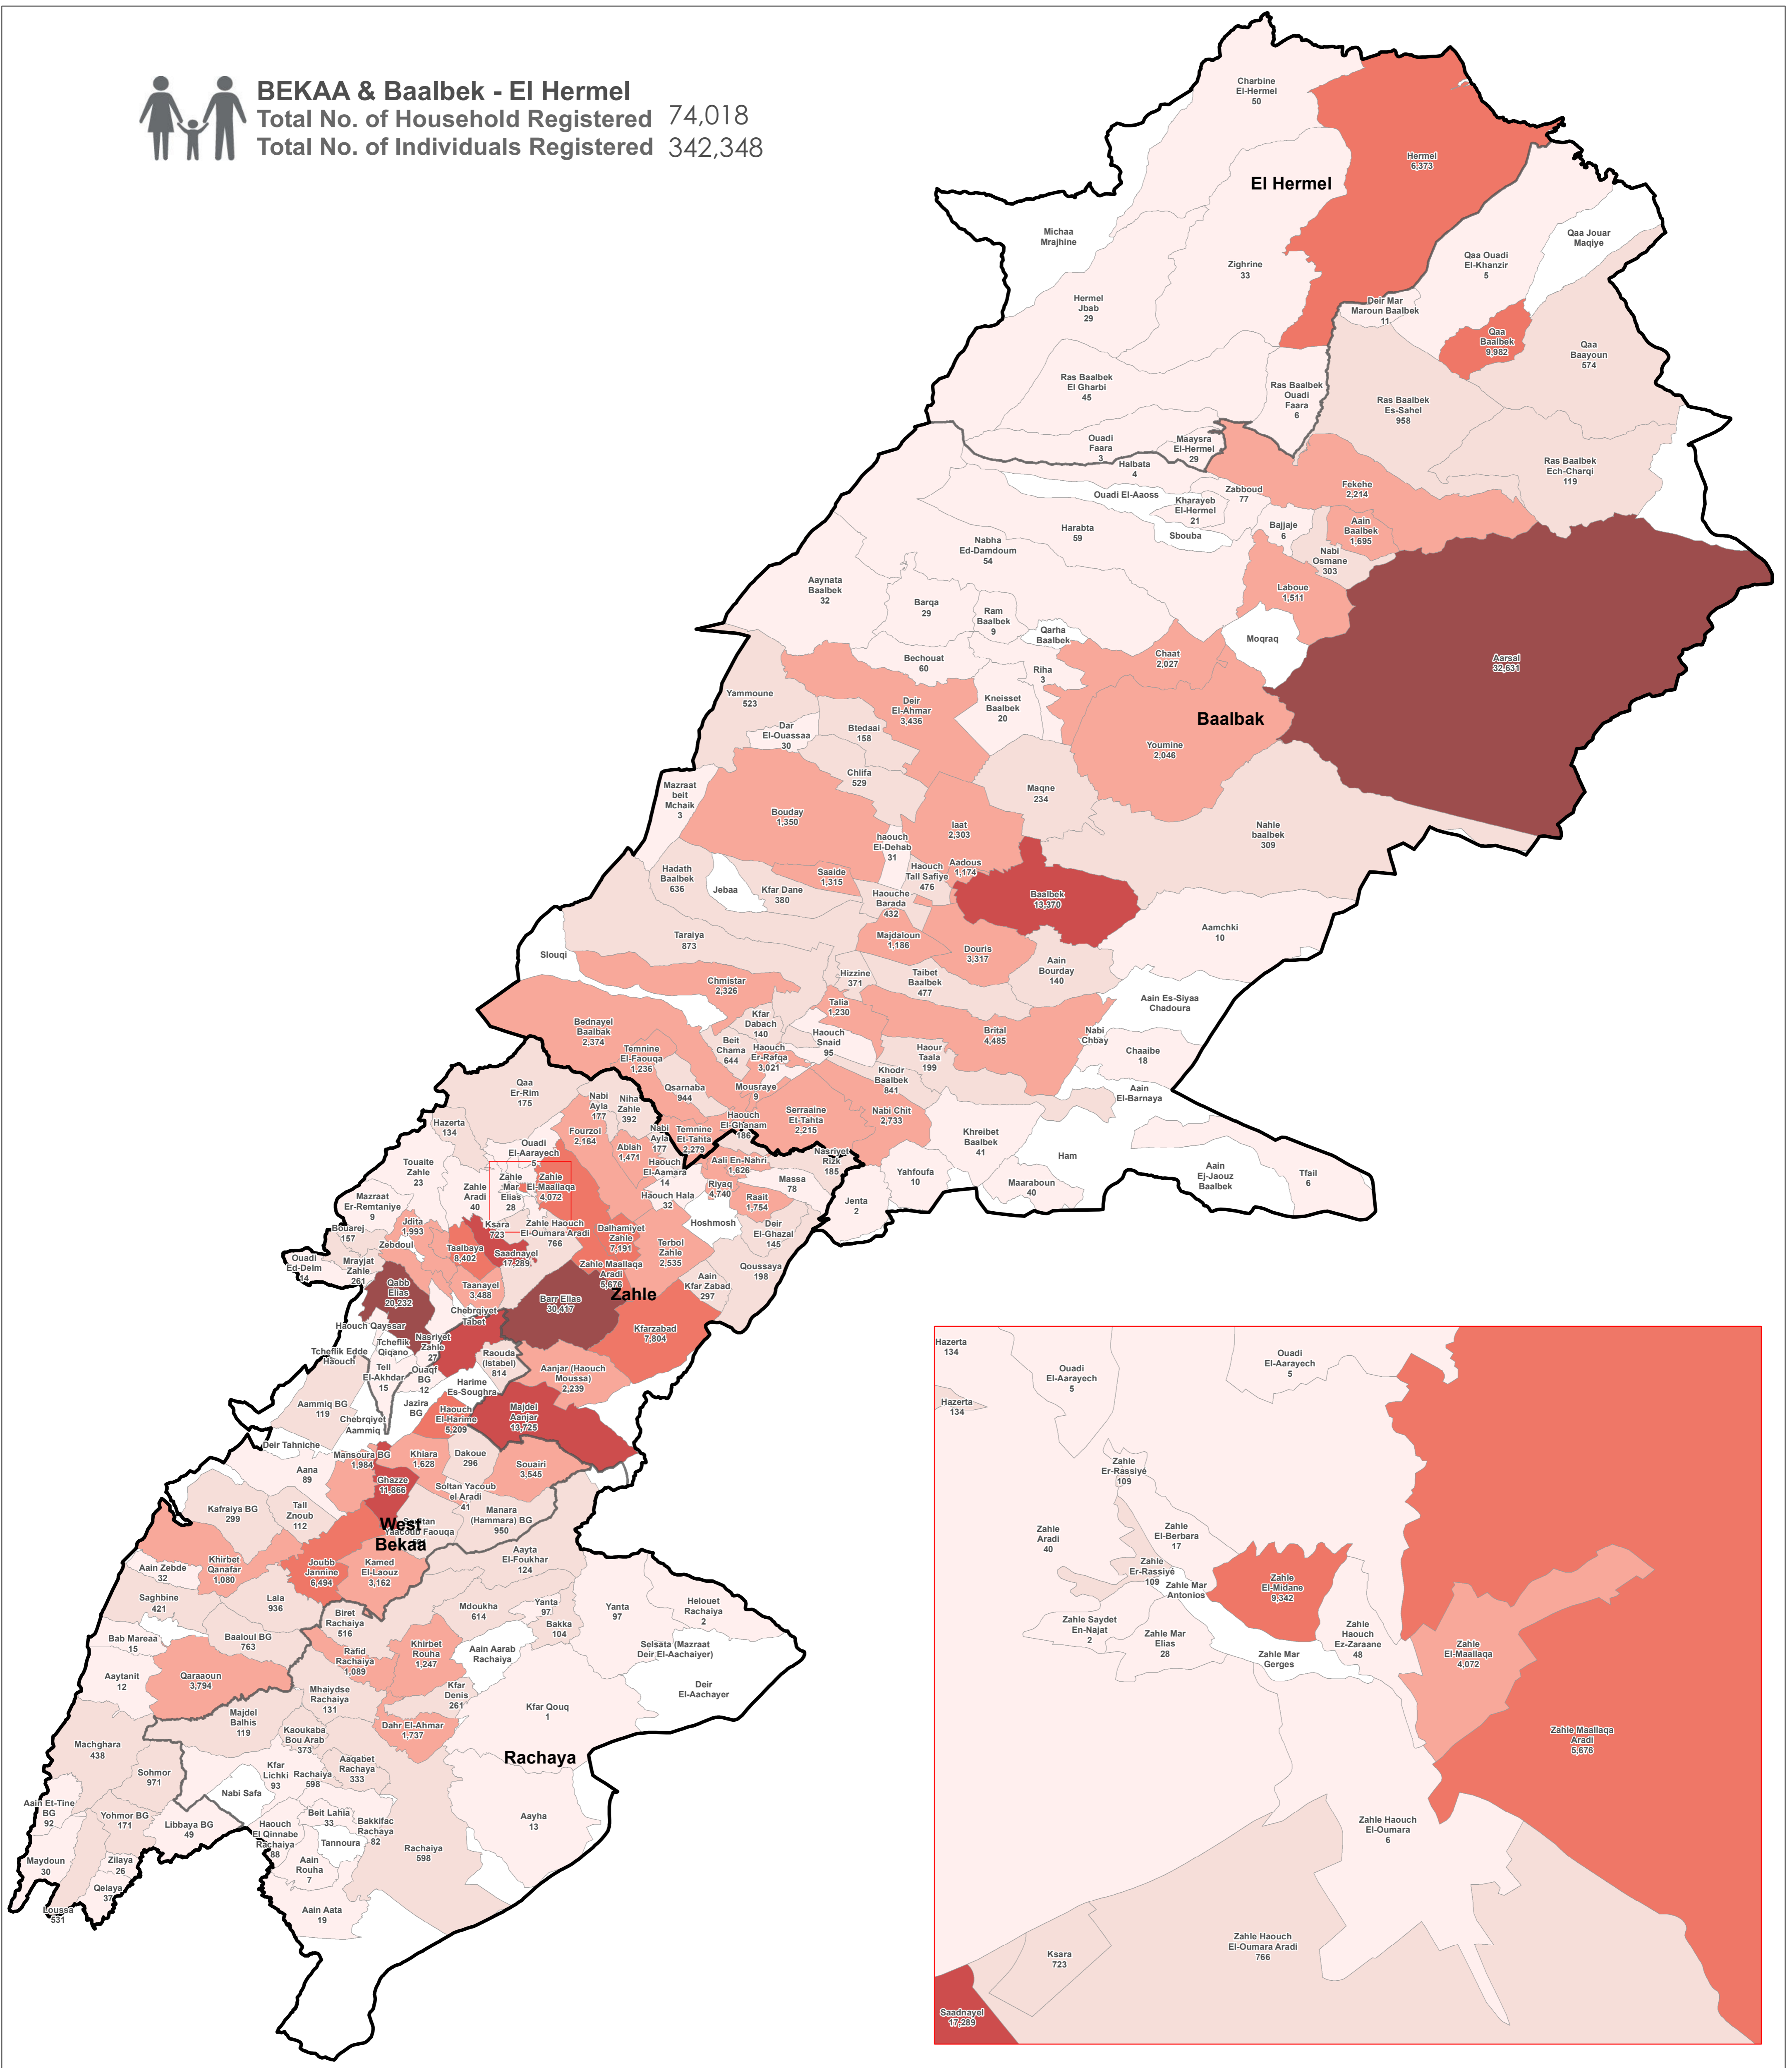 BEKAA & Baalbek - El Hermel
Total No. of Household Registered 74,018
Total No. of Individuals Registered 342,348
Charbine
El-Hermel
50
Hermel
6,373
El Hermel
Michaa
Mrajhine
Qaa Jouar
Maqiye
Qaa Ouadi
El-Khanzir
5
Zighrine
33
Hermel
Jbab
29
Deir Mar
Maroun Baalbek
11
Qaa
Baalbek
9,982
Qaa
Baayoun
574
Ras Baalbek
El Gharbi
45
Ras Baalbek
Ouadi
Faara
6
Ras Baalbek
Es-Sahel
958
Ouadi
Faara
3
Maaysra
El-Hermel
29
Halbata
4
Ras Baalbek
Ech-Charqi
119
Ouadi El-Aaoss
Kharayeb
El-Hermel
21
Zabboud
77
Fekehe
2,214
Harabta
59
Sbouba
Bajjaje
6
Aain
Baalbek
1,695
Nabi
Osmane
303
Nabha
Ed-Damdoum
54
Aaynata
Baalbek
32
Barqa
29
Ram
Baalbek
9
Qarha
Baalbek
Laboue
1,511
Moqraq
Aarsal
32,631
Bechouat
60
Riha
3
Chaat
2,027
Yammoune
523
Deir
El-Ahmar
3,436
Kneisset
Baalbek
20
Baalbak
Dar
El-Ouassaa
30
Btedaai
158
Youmine
2,046
Chlifa
529
Mazraat
beit
Mchaik
3
Maqne
234
Bouday
1,350
Iaat
2,303
Nahle
baalbek
309
haouch
El-Dehab
31
Hadath
Baalbek
636
Jebaa
Kfar Dane
380
Saaide
1,315
Haouch
Tall Safiye
476
Aadous
1,174
Baalbek
13,370
Haouche
Barada
432
Aamchki
10
Taraiya
873
Majdaloun
1,186
Douris
3,317
Slouqi
Aain
Bourday
140
Chmistar
2,326
Hizzine
371
Taibet
Baalbek
477
Aain Es-Siyaa
Chadoura
Talia
1,230
Bednayel
Baalbak
2,374
Kfar
Dabach
140
Haouch
Snaid
95
Brital
4,485
Nabi
Chbay
Chaaibe
18
Temnine
El-Faouqa
1,236
Beit
Chama
644
Haouch
Er-Rafqa
3,021
Haour
Taala
199
Khodr
Baalbek
841
Aain
El-Barnaya
Qsarnaba
944
Mousraye
9
Qaa
Er-Rim
175
Nabi
Ayla
177
Niha
Zahle
392
Haouch
El-Ghanam
186
Serraaine
Et-Tahta
2,215
Nabi Chit
2,733
Hazerta
134
Fourzol
2,164
Nabi
Ayla
177
Temnine
Et-Tahta
2,279
Khreibet
Baalbek
41
Ham
Ouadi
El-Aarayech
5
Ablah
1,471
Haouch
El-Aamara
14
Aali En-Nahri
1,626
Nasriyet
Rizk
185
Touaite
Zahle
23
Zahle
Aradi
40
Zahle
Mar
Elias
28
Zahle
El-Maallaqa
4,072
Haouch Hala
32
Riyaq
4,740
Massa
78
Raait
1,754
Yahfoufa
10
Maaraboun
40
Aain
Ej-Jaouz
Baalbek
Tfail
6
Jenta
2
Mazraat
Er-Remtaniye
9
Bouarej
157
Jdita
1,993
Ksara
723
Zahle Haouch
El-Oumara Aradi
766
Dalhamiyet
Zahle
7,191
Hoshmosh
Deir
El-Ghazal
145
Zebdoul
Taalbaya
8,402
Saadnayel
17,289
Terbol
Zahle
2,535
Ouadi
Ed-Delm
14
Mrayjat
Zahle
261
Zahle Maallaqa
Aradi
5,676
Qoussaya
198
Aain
Kfar Zabad
297
Qabb
Elias
20,232
Taanayel
3,488
Zahle
Barr Elias
30,417
Chebrqiyet
Tabet
Haouch Qayssar
Kfarzabad
7,804
Tcheflik
Qiqano
Nasriyet
Zahle
27
Tcheflik Edde
Haouch
Raouda
(Istabel)
814
Tell
El-Akhdar
15
Ouaqf
BG
12
Aanjar (Haouch
Moussa)
2,239
Harime
Es-Soughra
Aammiq BG
119
Jazira
BG
Haouch
El-Harime
5,209
Majdel
Aanjar
13,725
Chebrqiyet
Aammiq
Deir Tahniche
Mansoura BG
1,984
Khiara
1,628
Dakoue
296
Souairi
3,545
Aana
89
Ghazze
11,866
Soltan Yacoub
el Aradi
41
Kafraiya BG
299
Tall
Znoub
112
Manara
(Hammara) BG
950
Yaacoub Faouqa
West
Bekaa
Aayta
El-Foukhar
124
Aain Zebde
32
Khirbet
Qanafar
1,080
Joubb
Jannine
6,494
Kamed
El-Laouz
3,162
Saghbine
421
Lala
936
Biret
Rachaiya
516
Mdoukha
614
Yanta
97
Yanta
97
Helouet
Rachaiya
2
Bakka
104
Bab Mareaa
15
Baaloul BG
763
Rafid
Rachaiya
1,089
Khirbet
Rouha
1,247
Aain Aarab
Rachaiya
Selsata (Mazraat
Deir El-Aachaiyer)
Aaytanit
12
Qaraaoun
3,794
Mhaiydse
Rachaiya
131
Kfar
Denis
261
Deir
El-Aachayer
Kfar Qouq
1
Majdel
Balhis
119
Kaoukaba
Bou Arab
373
Dahr El-Ahmar
1,737
Machghara
438
Rachaya
Sohmor
971
Kfar
Lichki
93
Rachaiya
598
Aaqabet
Rachaya
333
Nabi Safa
Aain Et-Tine
BG
92
Yohmor BG
171
Libbaya BG
49
Haouch
El Qinnabe
Rachaiya
88
Beit Lahia
33
Bakkifac
Rachaya
82
Aayha
13
Tannoura
Rachaiya
598
Maydoun
30
Zilaya
26
Aain
Rouha
7
Qelaya
37
Loussa
531
Aain Aata
19
Hazerta
134
Ouadi
El-Aarayech
5
Ouadi
El-Aarayech
5
Hazerta
134
Zahle
Er-Rassiyé
109
Zahle
Aradi
40
Zahle
El-Berbara
17
Zahle
Er-Rassiyé
109
Zahle Mar
Antonios
Zahle
El-Midane
9,342
Zahle Saydet
En-Najat
2
Zahle Mar
Elias
28
Zahle Mar
Gerges
Zahle
Haouch
Ez-Zaraane
48
Zahle
El-Maallaqa
4,072
Zahle Maallaqa
Aradi
5,676
Zahle Haouch
El-Oumara
6
Zahle Haouch
El-Oumara Aradi
766
Ksara
723
Saadnayel
17,289